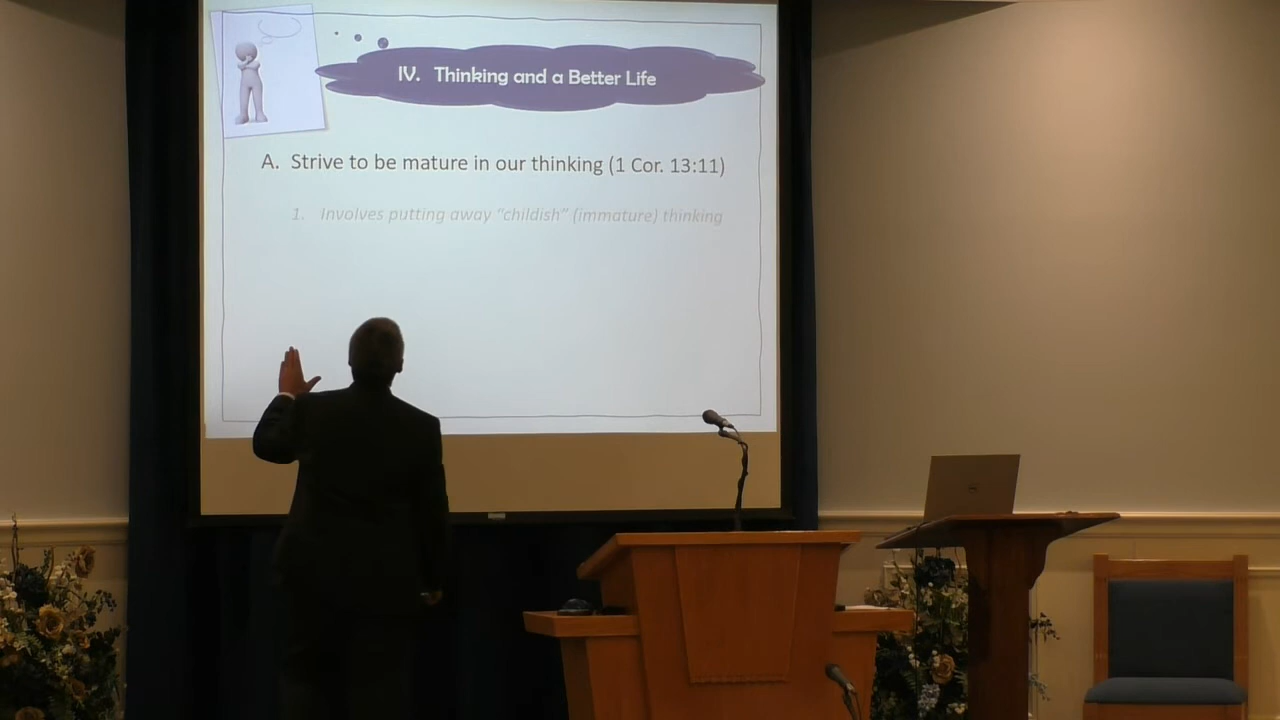 IV. Thinking and a Better Life
A. Strive to be mature in our thinking (1 Cor. 13:11)
1. Involves putting away “childish” (immature) thinking